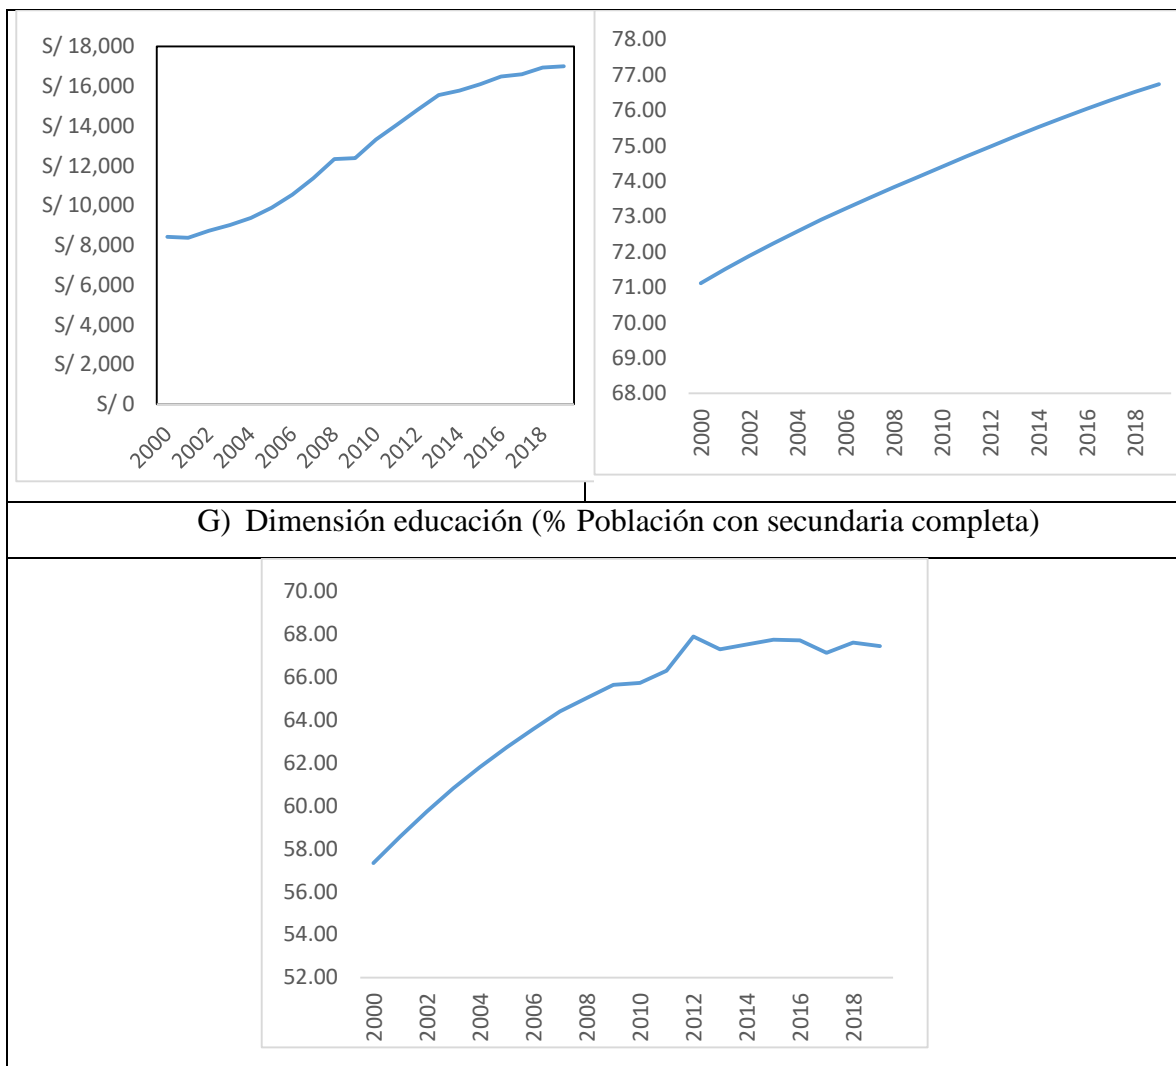 S/ 18,000
S/ 16,000
S/ 14,000
S/ 12,000
S/ 10,000
S/ 8,000
S/ 6,000
S/ 4,000
S/ 2,000
S/ 0
2000 2002 2004 2006 2008 2010 2012 2014 2016 2018
78.00
77.00
76.00
75.00
74.00
73.00
72.00
71.00
70.00
69.00
68.00
2000 2002 2004 2006 2008 2010 2012 2014 2016 2018
G) Dimensión educación (% Población con secundaria completa)
70.00
68.00
66.00
64.00
62.00
60.00
58.00
56.00
54.00
52.00
2000 2002 2004 2006 2008 2010 2012 2014 2016 2018